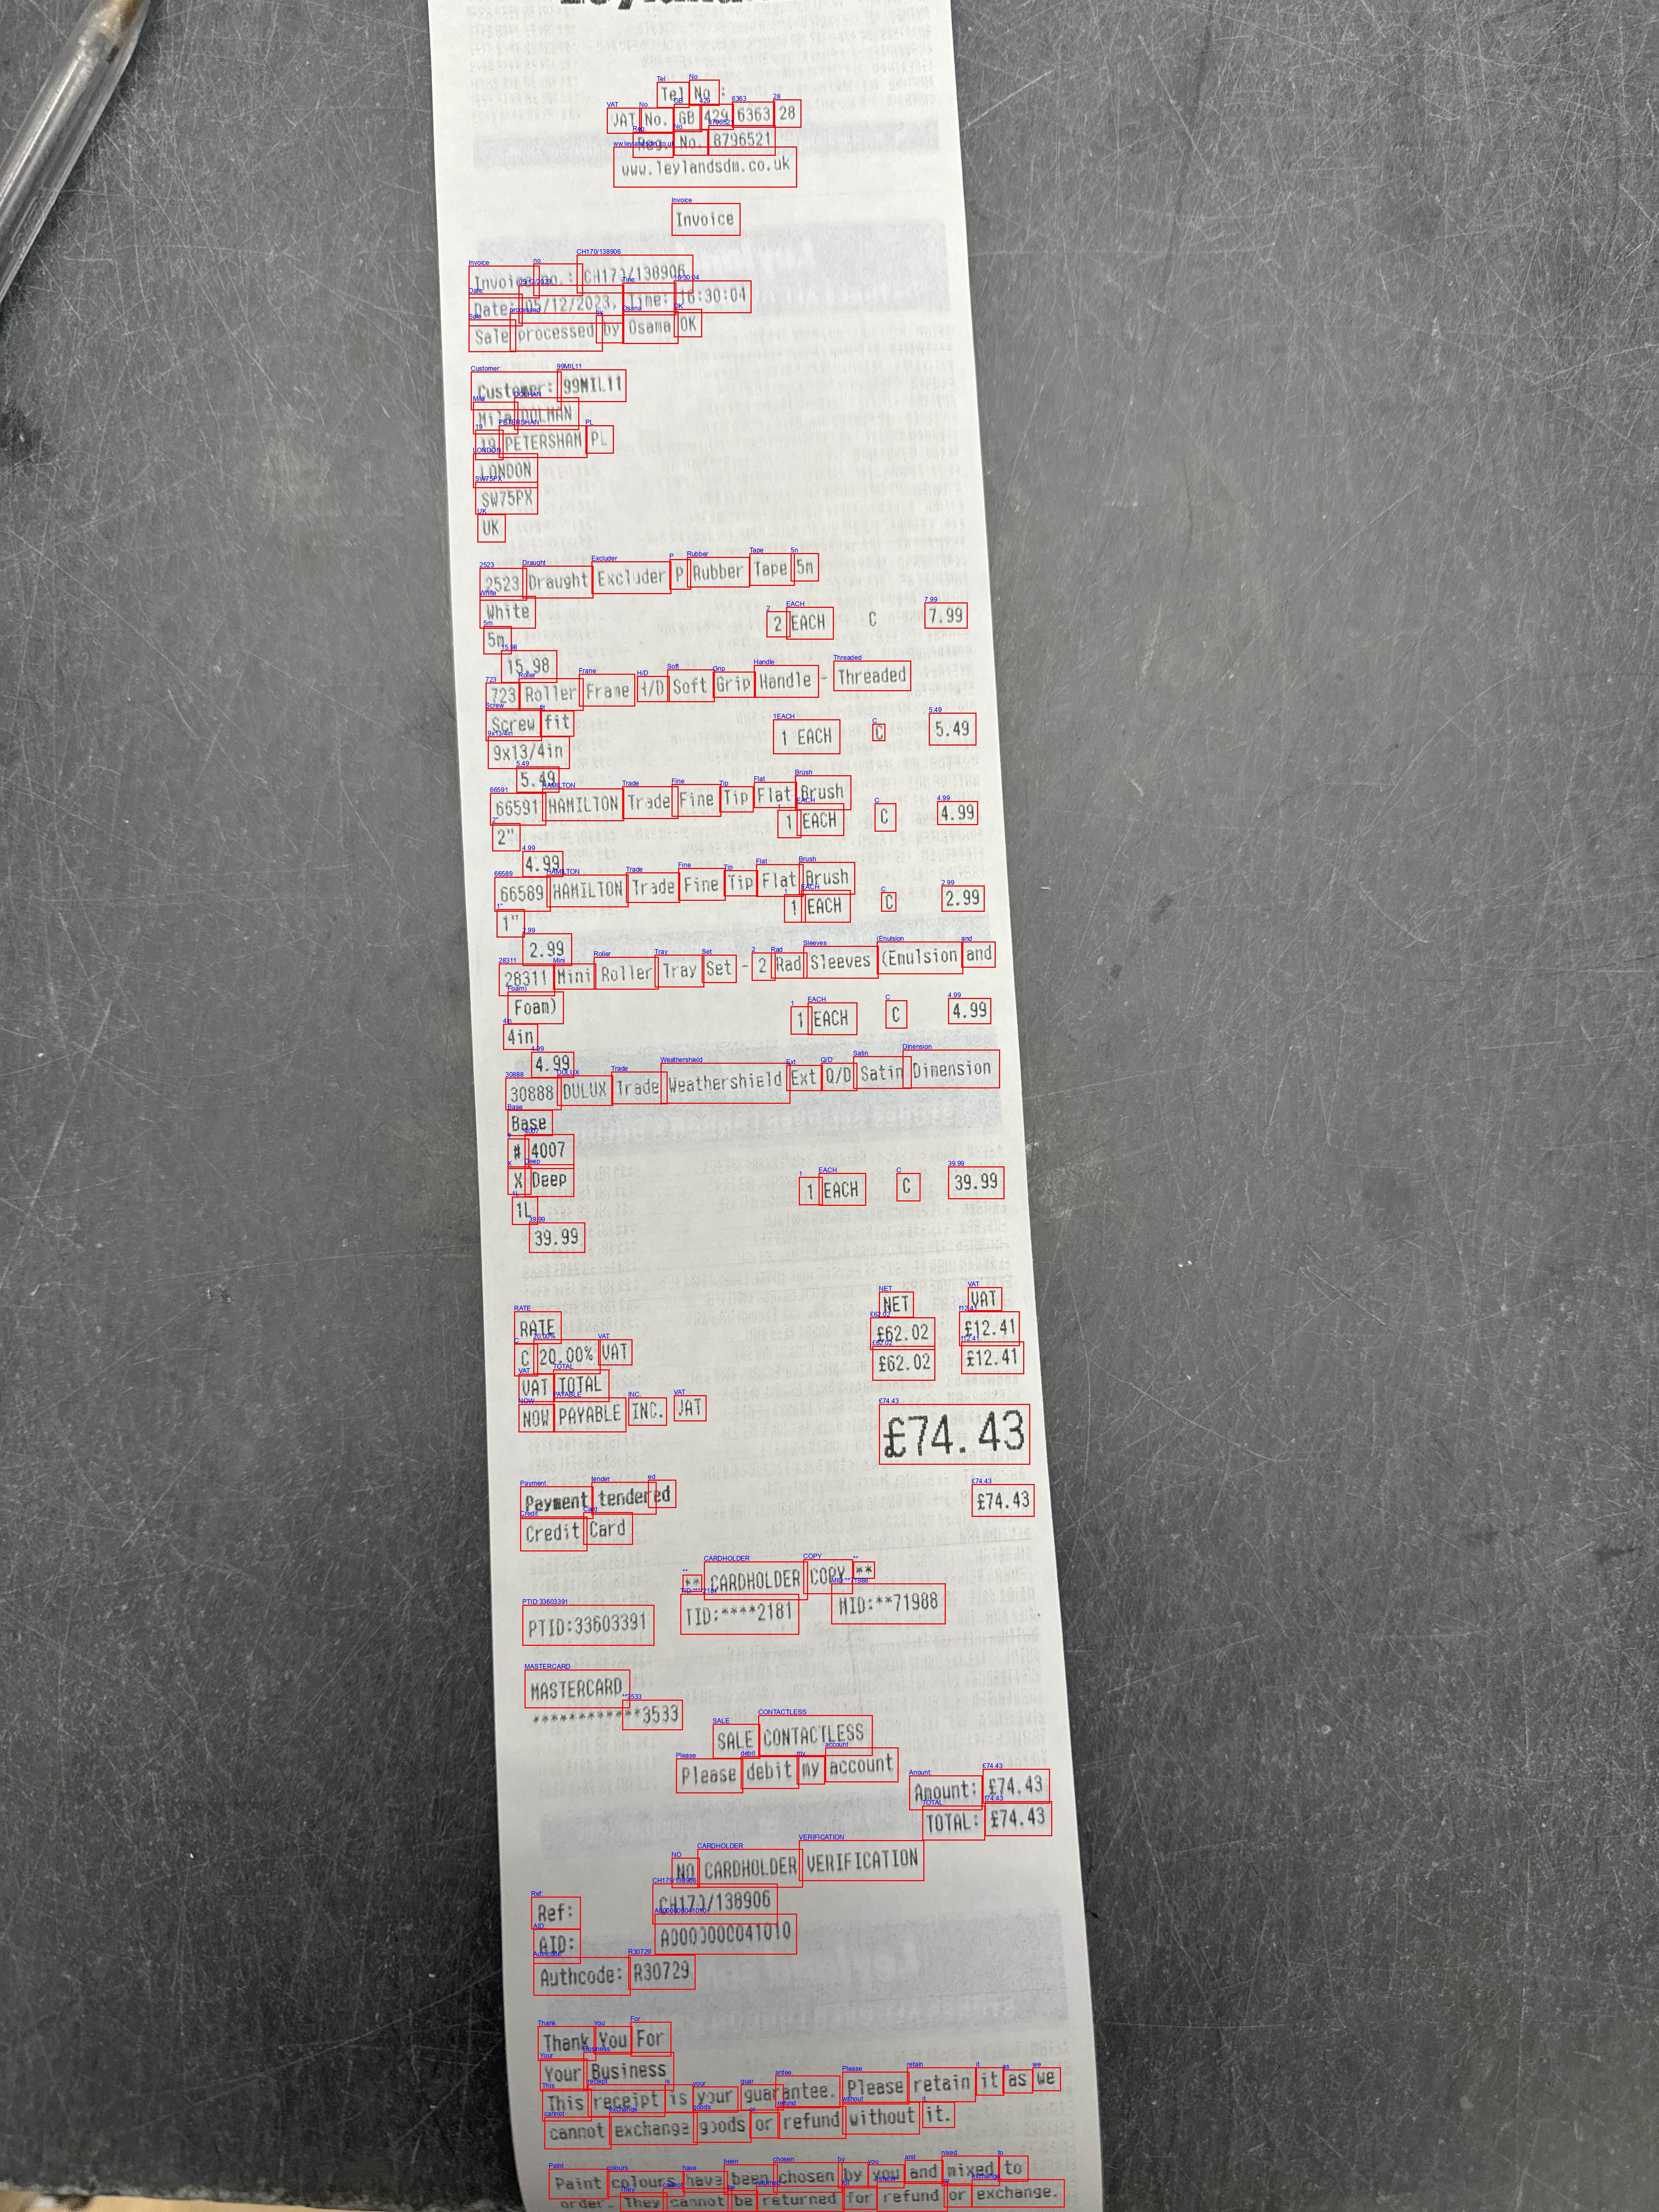 Tel No :
VAT No. GB 429 6363 28
Reg. No. 8796521
www.leylandsdm.co.uk
Invoice
Invoice no.: CH170/138906
Date: 05/12/2023, Time: 16:30:04
Sale processed by Osama OK
Customer: 99MIL11
Mila DOLMAN
19 PETERSHAM PL
LONDON
SW75PX
UK
2523 Draught Excluder P Rubber Tape 5m
White 2 EACH C 7.99
5m
15.98
723 Roller Frame H/D Soft Grip Handle - Threaded
Screw fit 1 EACH C 5.49
9x13/4in
5.49
66591 HAMILTON Trade Fine Tip Flat Brush
2" 1 EACH C 4.99
4.99
66589 HAMILTON Trade Fine Tip Flat Brush
1" 1 EACH C 2.99
2.99
28311 Mini Roller Tray Set - 2 Rad Sleeves (Emulsion and
Foam) 1 EACH C 4.99
4in
4.99
30888 DULUX Trade Weathershield Ext Q/D Satin Dimension
Base
# 4007
X Deep 1 EACH C 39.99
1L
39.99
RATE NET VAT
C 20.00% VAT £62.02 £12.41
VAT TOTAL £62.02 £12.41
NOW PAYABLE INC. VAT £74.43
Payment tendered
Credit Card £74.43
** CARDHOLDER COPY **
PTID:33603391 TID:****2181 MID:**71988
MASTERCARD
************3533
SALE CONTACTLESS
Please debit my account
Amount: £74.43
TOTAL: £74.43
NO CARDHOLDER VERIFICATION
Ref: CH170/138906
AID: A0000000041010
Authcode: R30729
Thank You For
Your Business
This receipt is your guarantee. Please retain it as we
cannot exchange goods or refund without it.
Paint colours have been chosen by you and mixed to
order. They cannot be returned for refund or exchange.